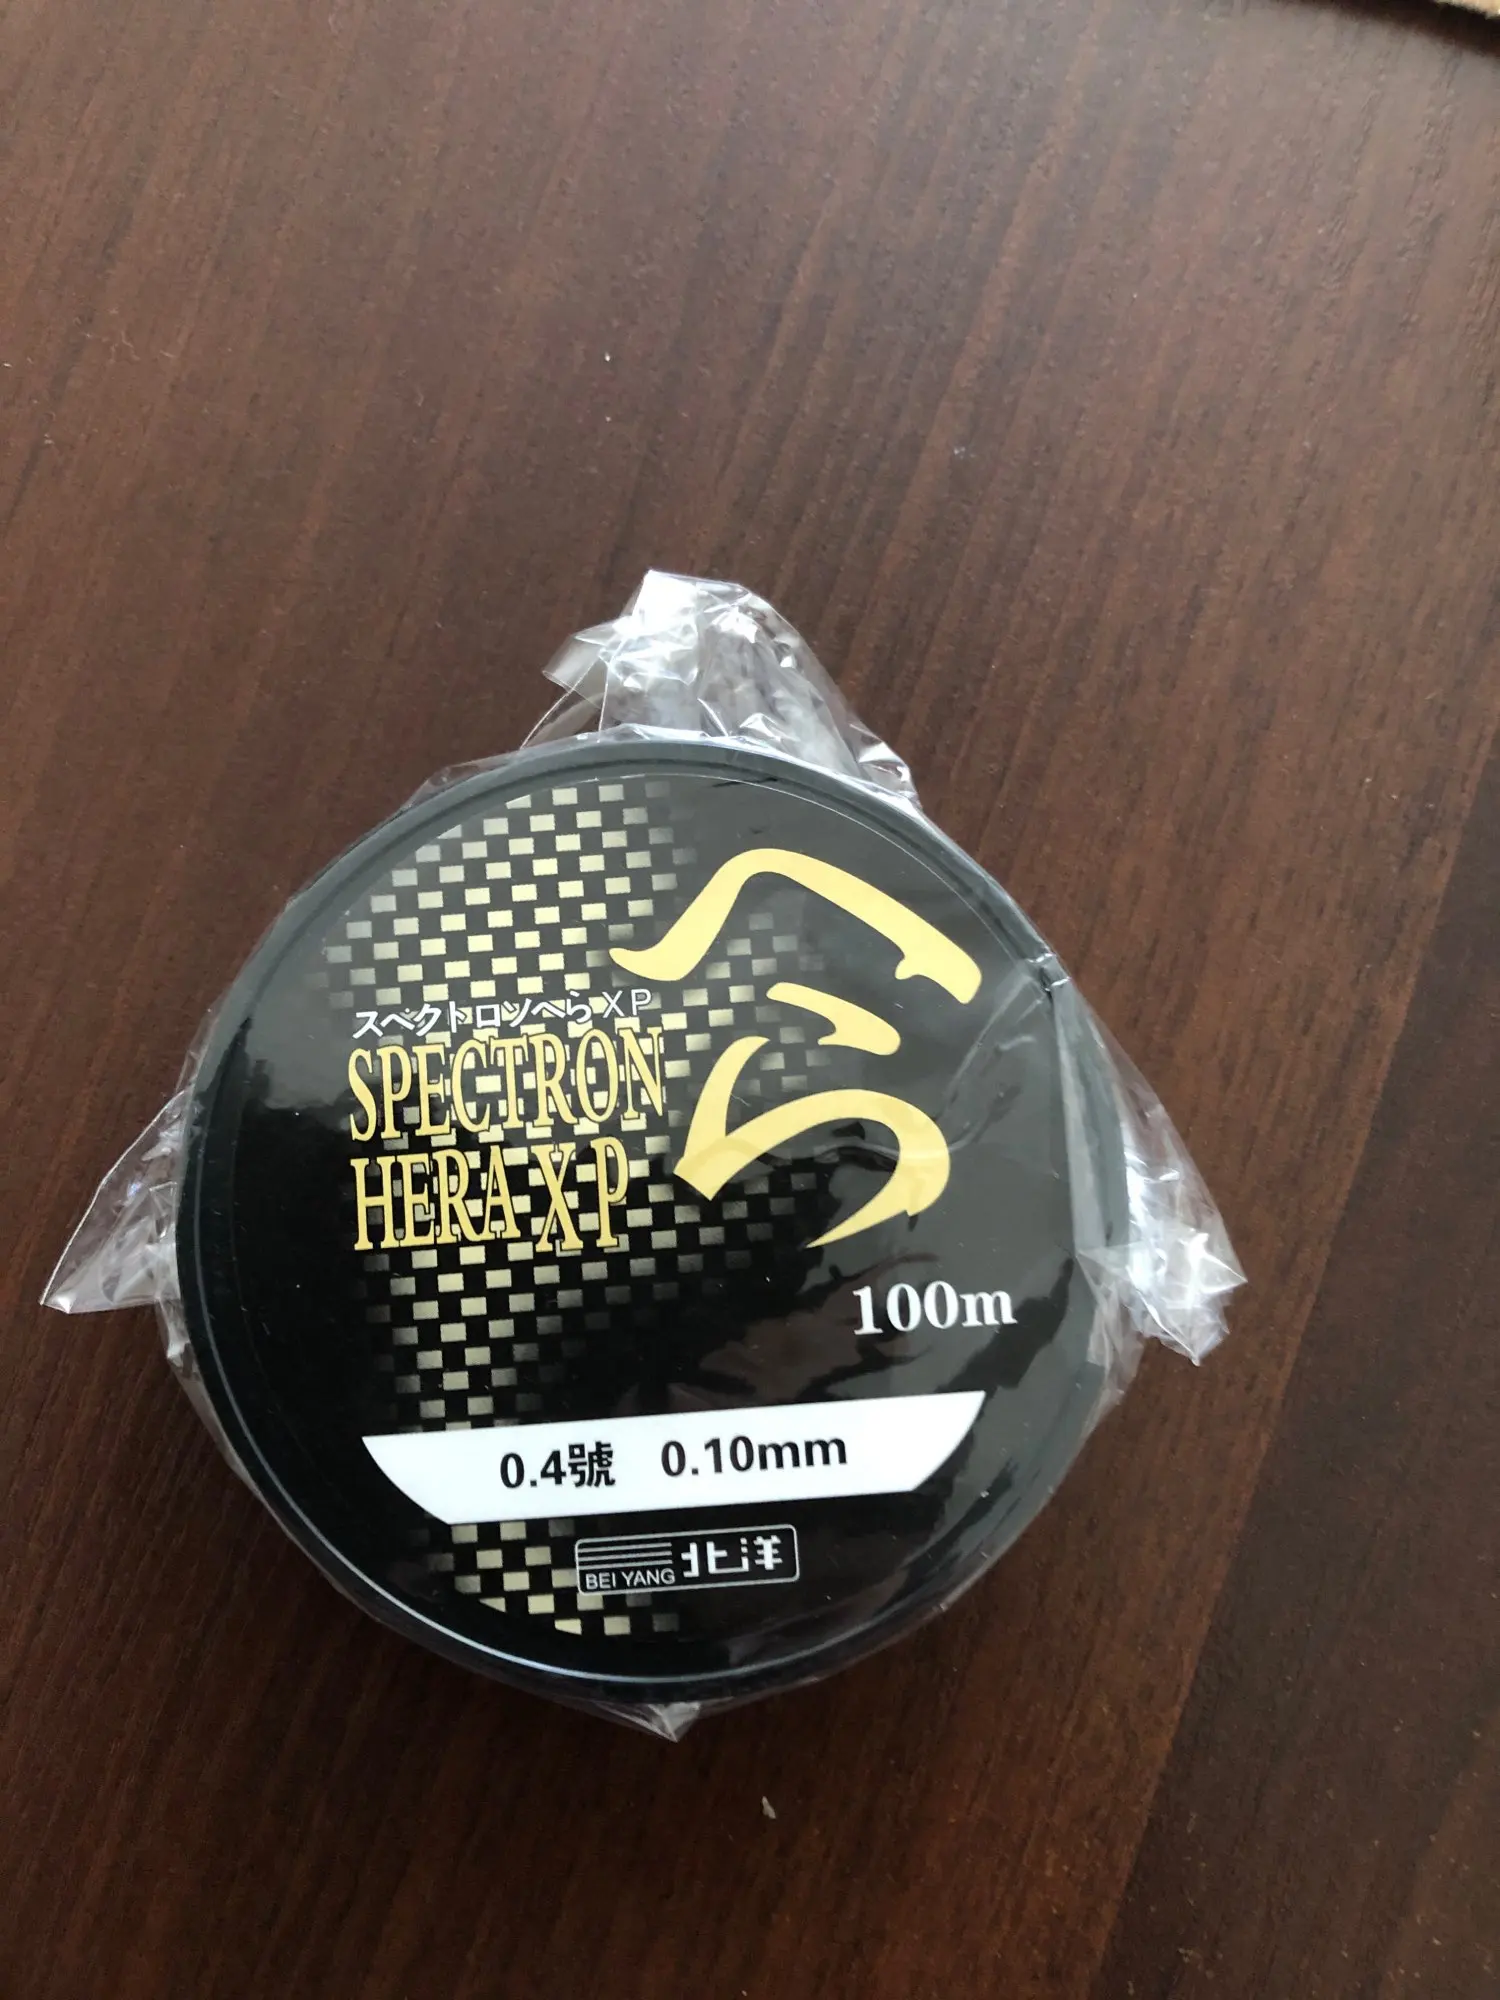 へら
スペクトロソへらXP
SPECTRON
HERA XP
100m
0.4號 0.10mm
BEI YANG 北洋